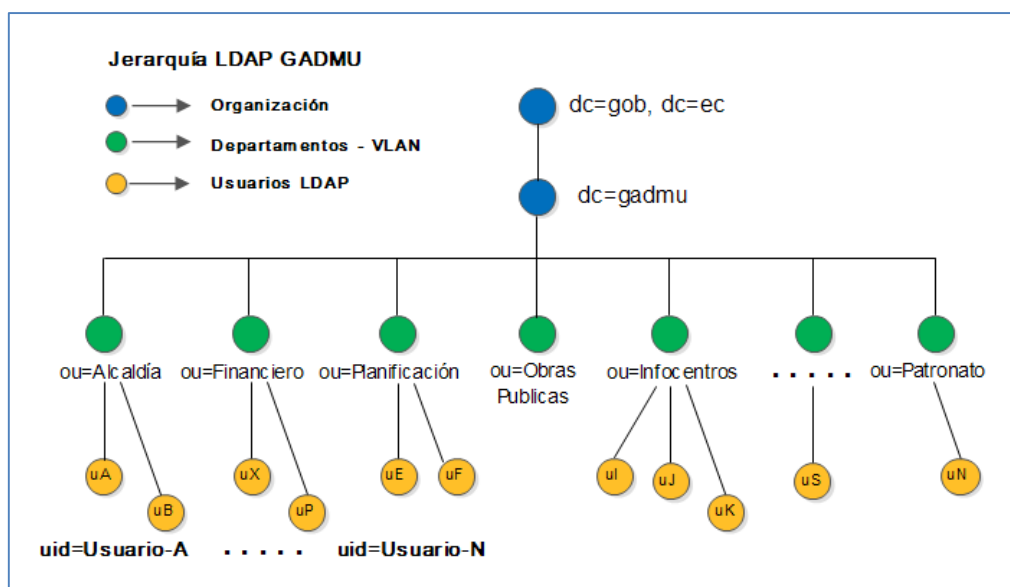 Jerarquía LDAP GADMU
Organización
Departamentos - VLAN
Usuarios LDAP
dc=gob, dc=ec
dc=gadmu
ou=Alcaldía
ou=Financiero
ou=Planificación
ou=Obras
Publicas
ou=Infocentros
. . . . .
ou=Patronato
uA
uB
uX
uP
uE
uF
uI
uJ
uK
uS
uN
uid=Usuario-A . . . . . uid=Usuario-N